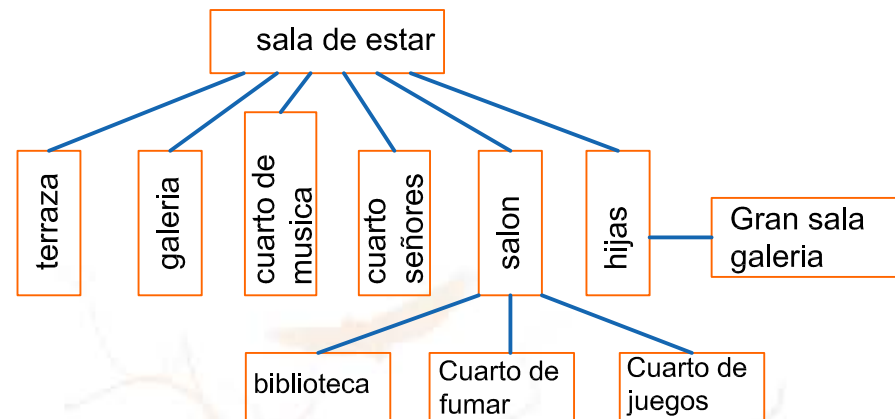 sala de estar
terraza
galeria
cuarto de
musica
cuarto
señores
salon
hijas
Gran sala
galeria
biblioteca
Cuarto de
fumar
Cuarto de
juegos